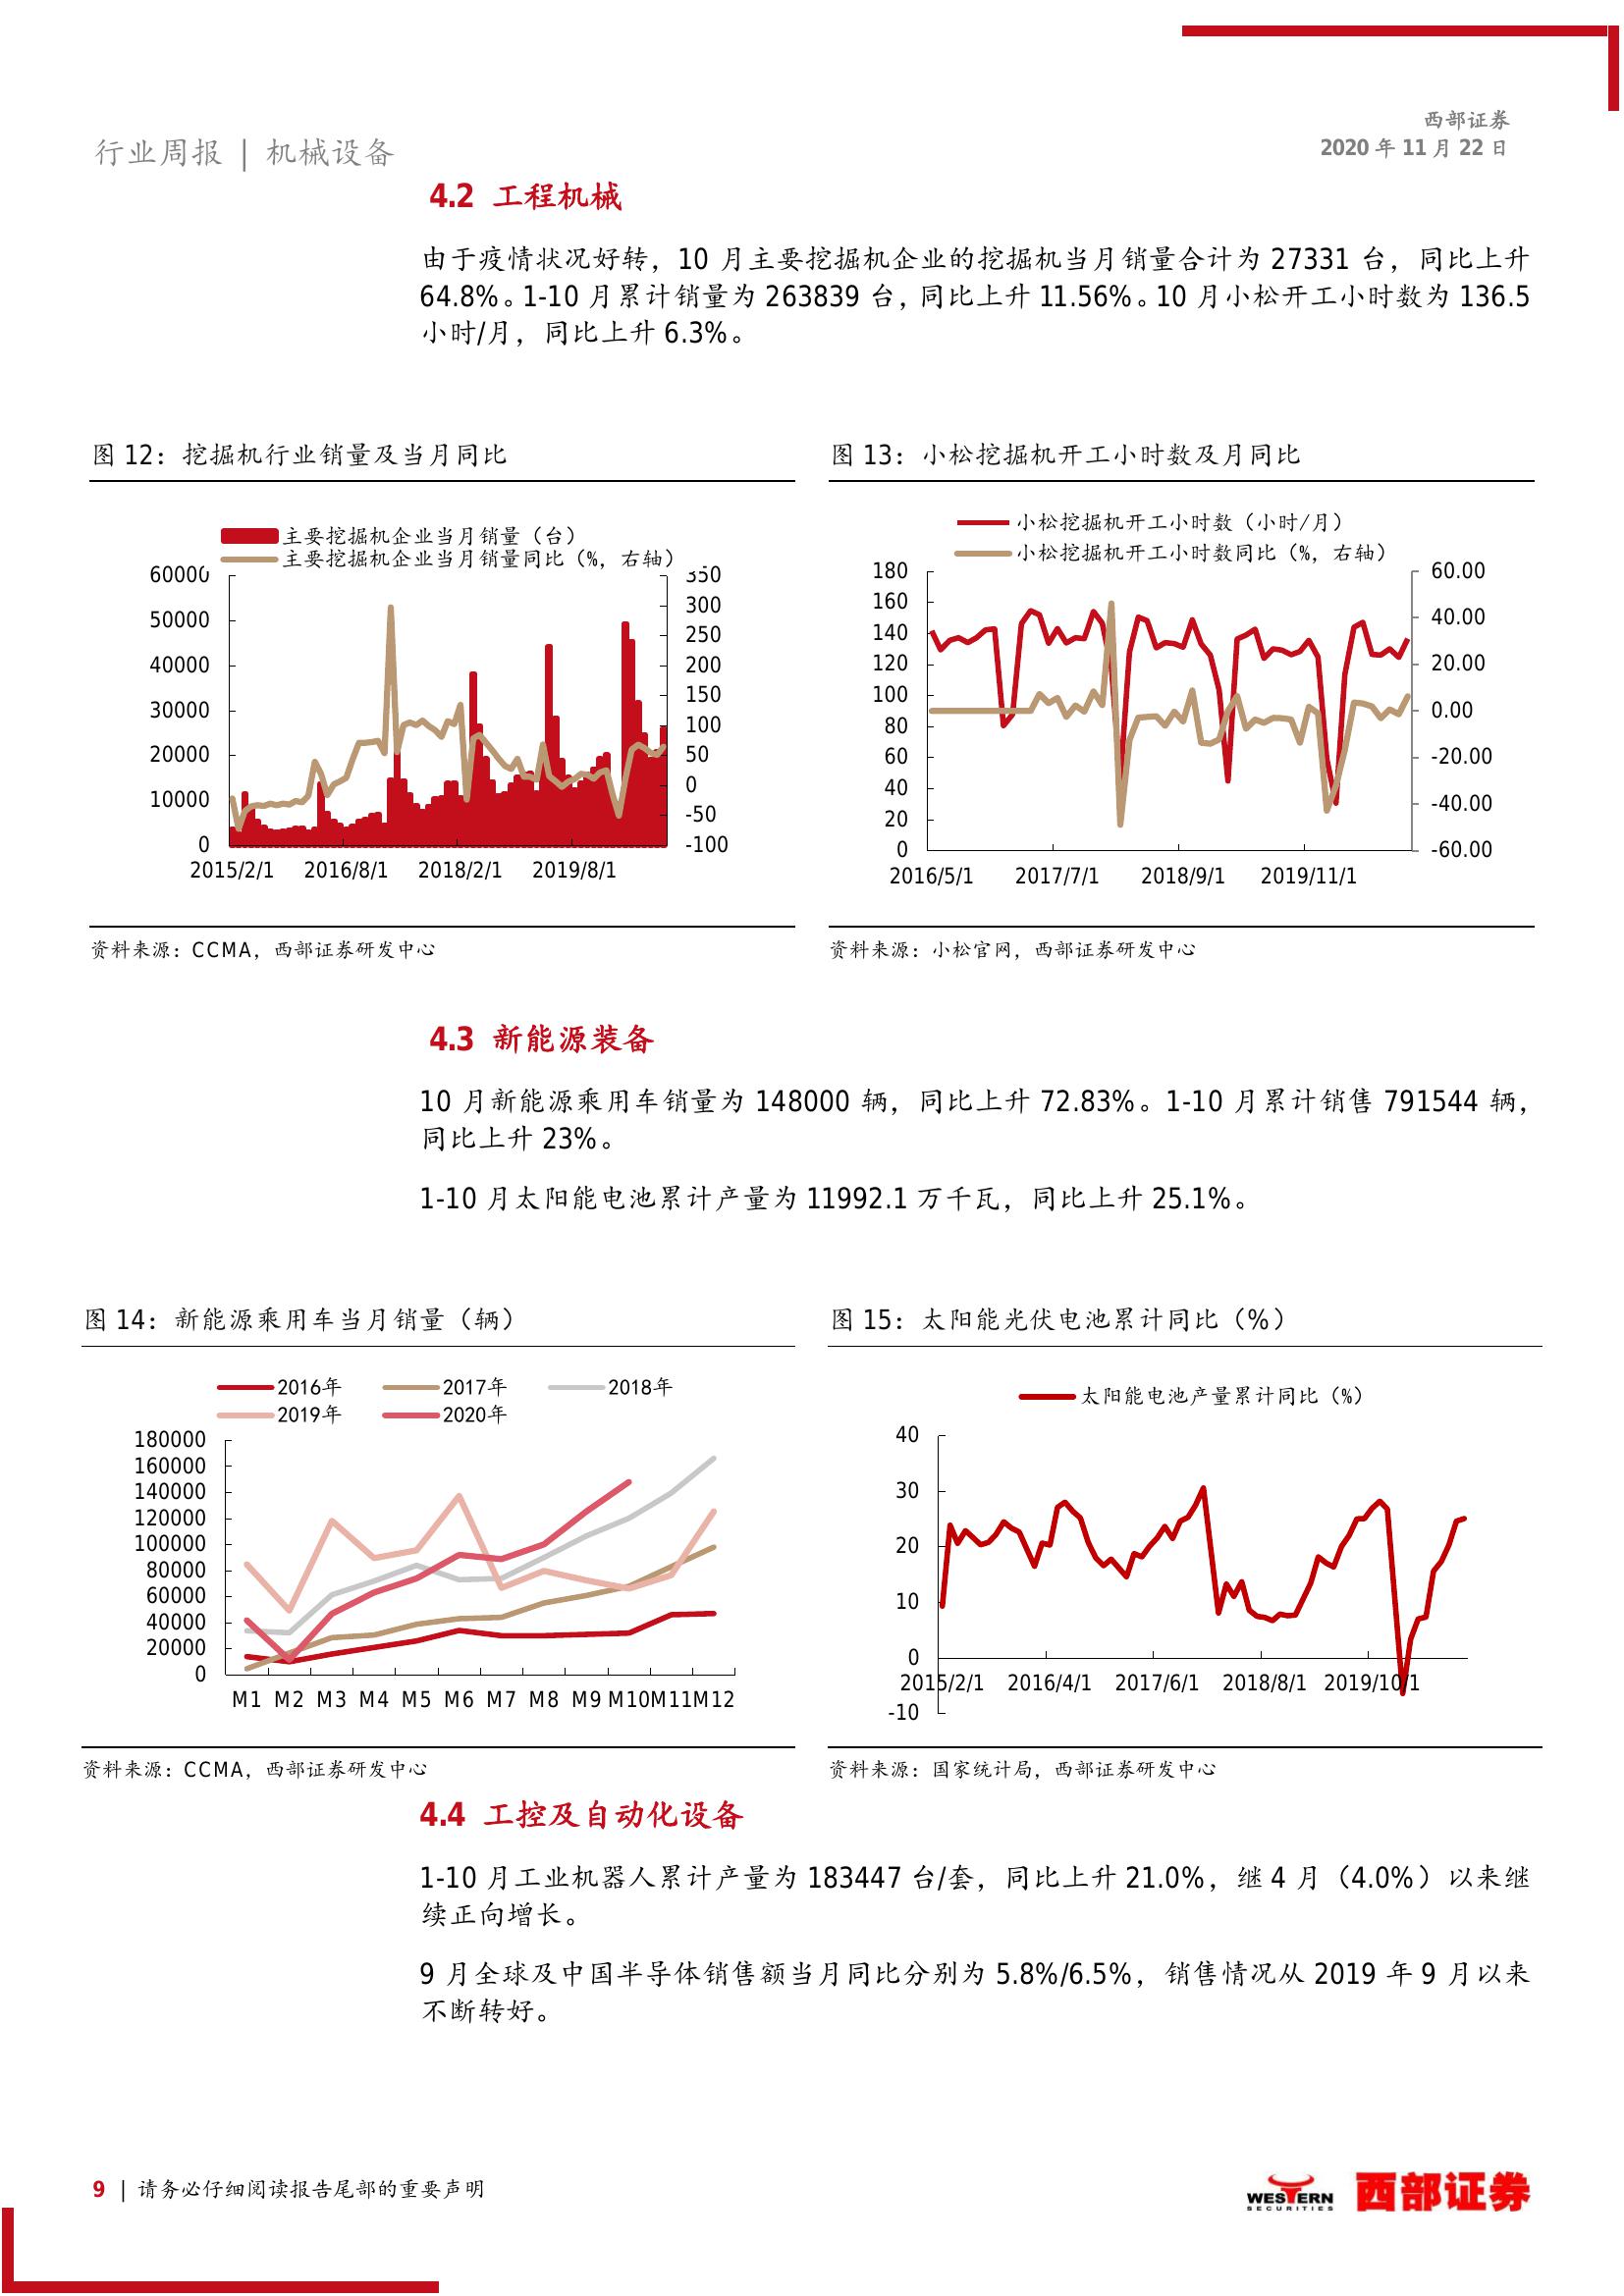 西部证券
2020 年 11 月 22 日
行业周报 | 机械设备
4.2 工程机械
由于疫情状况好转，10 月主要挖掘机企业的挖掘机当月销量合计为 27331 台，同比上升
64.8%。1-10 月累计销量为 263839 台，同比上升 11.56%。10 月小松开工小时数为 136.5
小时/月，同比上升 6.3%。
图 12：挖掘机行业销量及当月同比
主要挖掘机企业当月销量（台）
主要挖掘机企业当月销量同比（%，右轴）
60000
50000
40000
30000
20000
10000
0
350
300
250
200
150
100
50
0
-50
-100
2015/2/1 2016/8/1 2018/2/1 2019/8/1
资料来源：CCMA，西部证券研发中心
图 13：小松挖掘机开工小时数及月同比
小松挖掘机开工小时数（小时/月）
小松挖掘机开工小时数同比（%，右轴）
180
160
140
120
100
80
60
40
20
0
60.00
40.00
20.00
0.00
-20.00
-40.00
-60.00
2016/5/1 2017/7/1 2018/9/1 2019/11/1
资料来源：小松官网，西部证券研发中心
4.3 新能源装备
10 月新能源乘用车销量为 148000 辆，同比上升 72.83%。1-10 月累计销售 791544 辆，
同比上升 23%。
1-10 月太阳能电池累计产量为 11992.1 万千瓦，同比上升 25.1%。
图 14：新能源乘用车当月销量（辆）
2016年 2017年 2018年
2019年 2020年
180000
160000
140000
120000
100000
80000
60000
40000
20000
0
M1 M2 M3 M4 M5 M6 M7 M8 M9 M10 M11 M12
资料来源：CCMA，西部证券研发中心
图 15：太阳能光伏电池累计同比（%）
太阳能电池产量累计同比（%）
40
30
20
10
0
-10
2015/2/1 2016/4/1 2017/6/1 2018/8/1 2019/10/1
资料来源：国家统计局，西部证券研发中心
4.4 工控及自动化设备
1-10 月工业机器人累计产量为 183447 台/套，同比上升 21.0%，继 4 月（4.0%）以来继
续正向增长。
9 月全球及中国半导体销售额当月同比分别为 5.8%/6.5%，销售情况从 2019 年 9 月以来
不断转好。
9 | 请务必仔细阅读报告尾部的重要声明
WESTERN
SECURITIES
西部证券